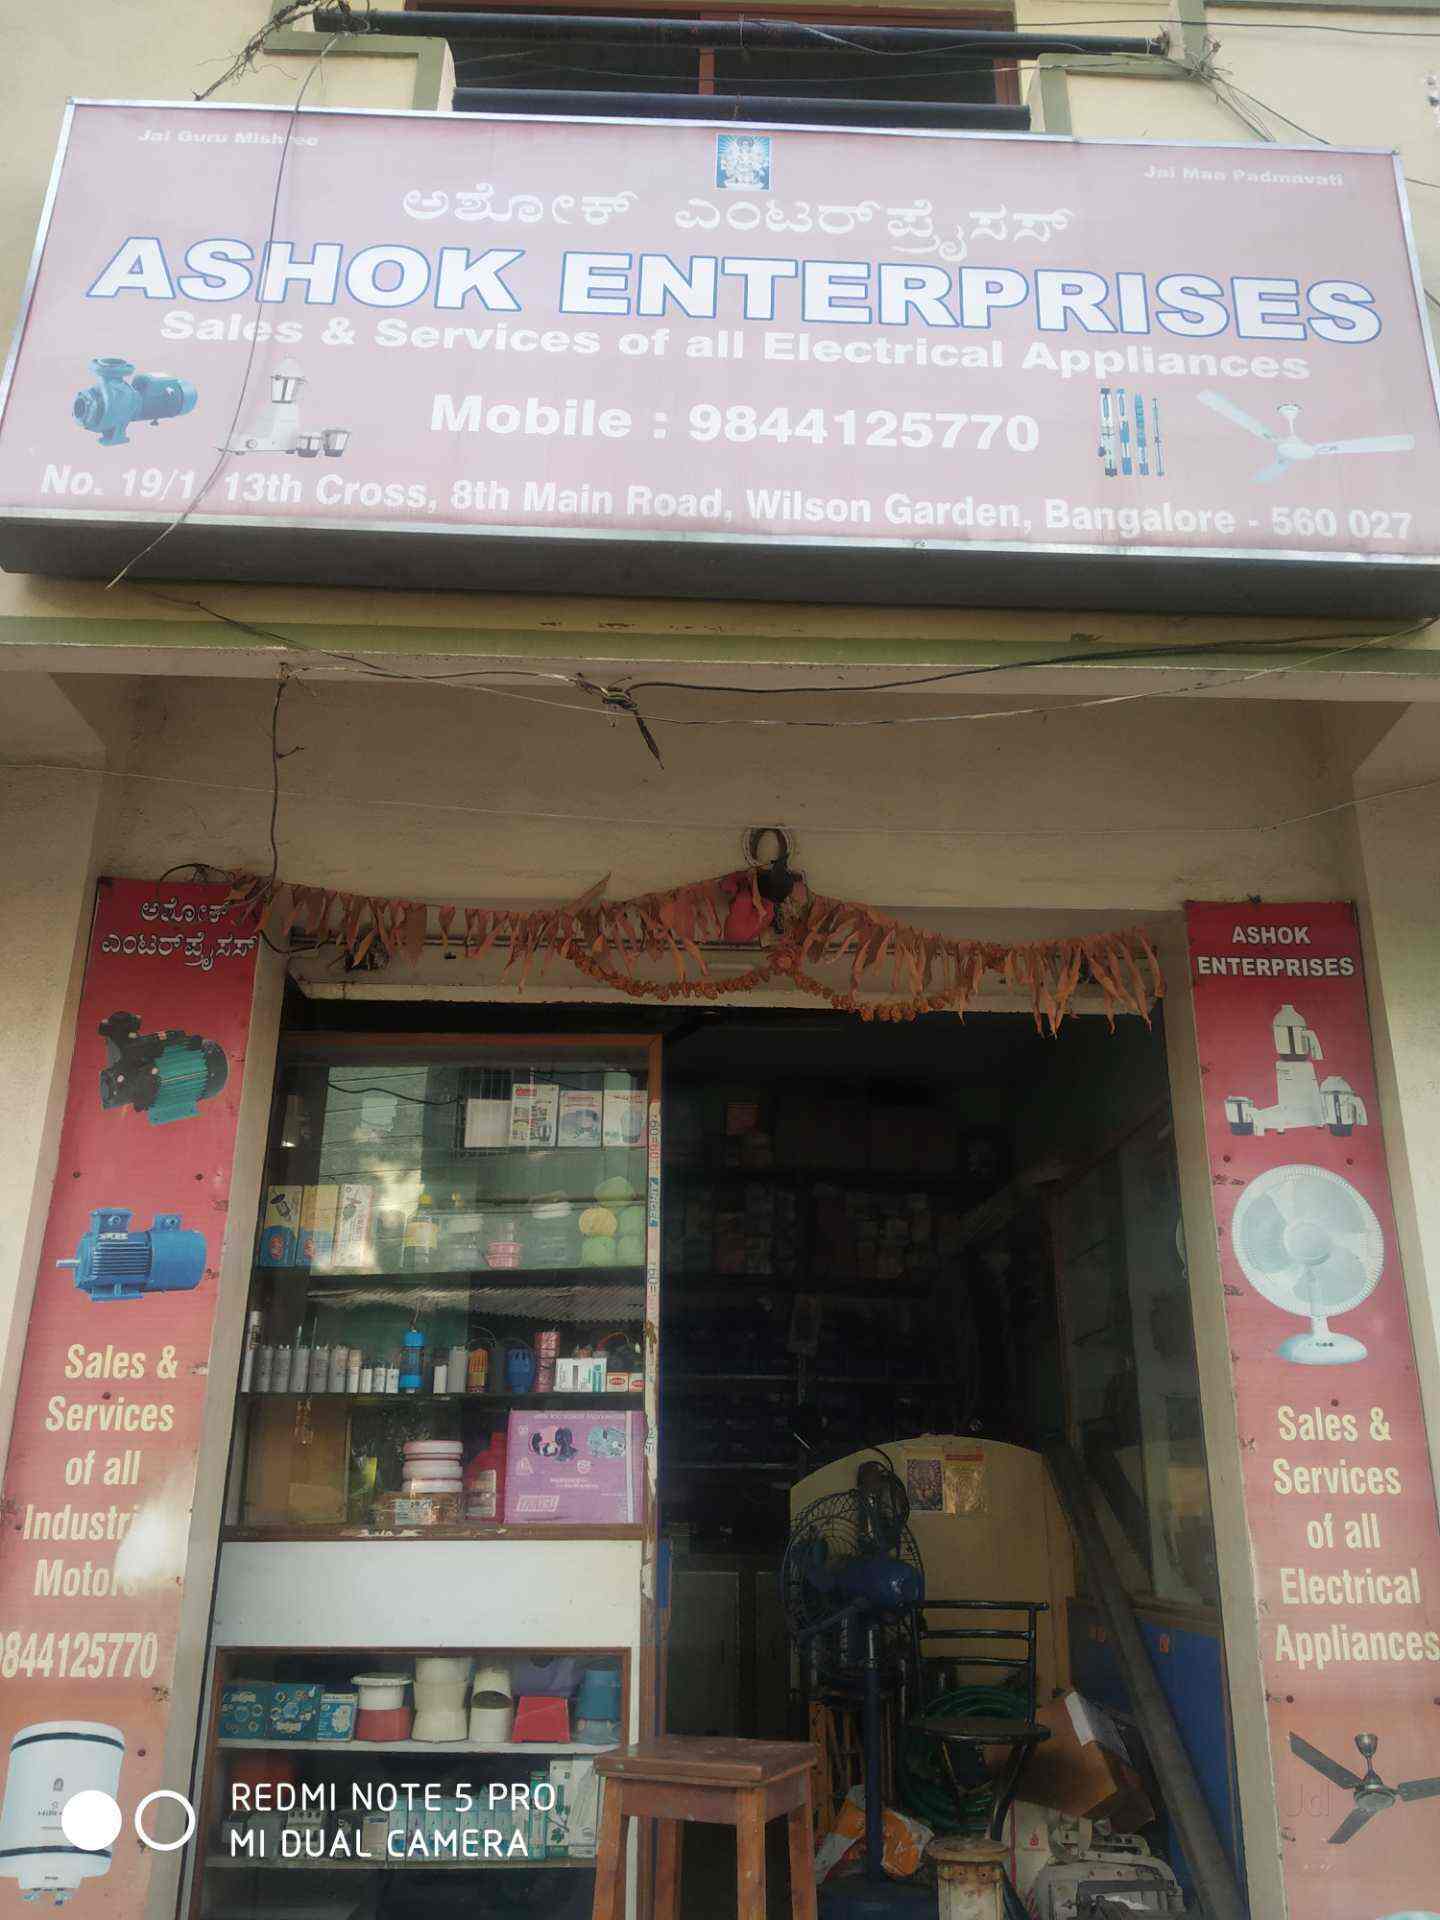 Jai Guru Mishree
Jai Maa Padmavati
ಅಶೋಕ್ ಎಂಟರ್‌ಪ್ರೈಸಸ್
ASHOK ENTERPRISES
Sales & Services of all Electrical Appliances
Mobile : 9844125770
No. 19/1, 13th Cross, 8th Main Road, Wilson Garden, Bangalore - 560 027
ಅಶೋಕ್
ಎಂಟರ್‌ಪ್ರೈಸಸ್
Sales &
Services
of all
Industri
Motors
9844125770
ASHOK
ENTERPRISES
Sales &
Services
of all
Electrical
Appliances
Jd
REDMI NOTE 5 PRO
MI DUAL CAMERA